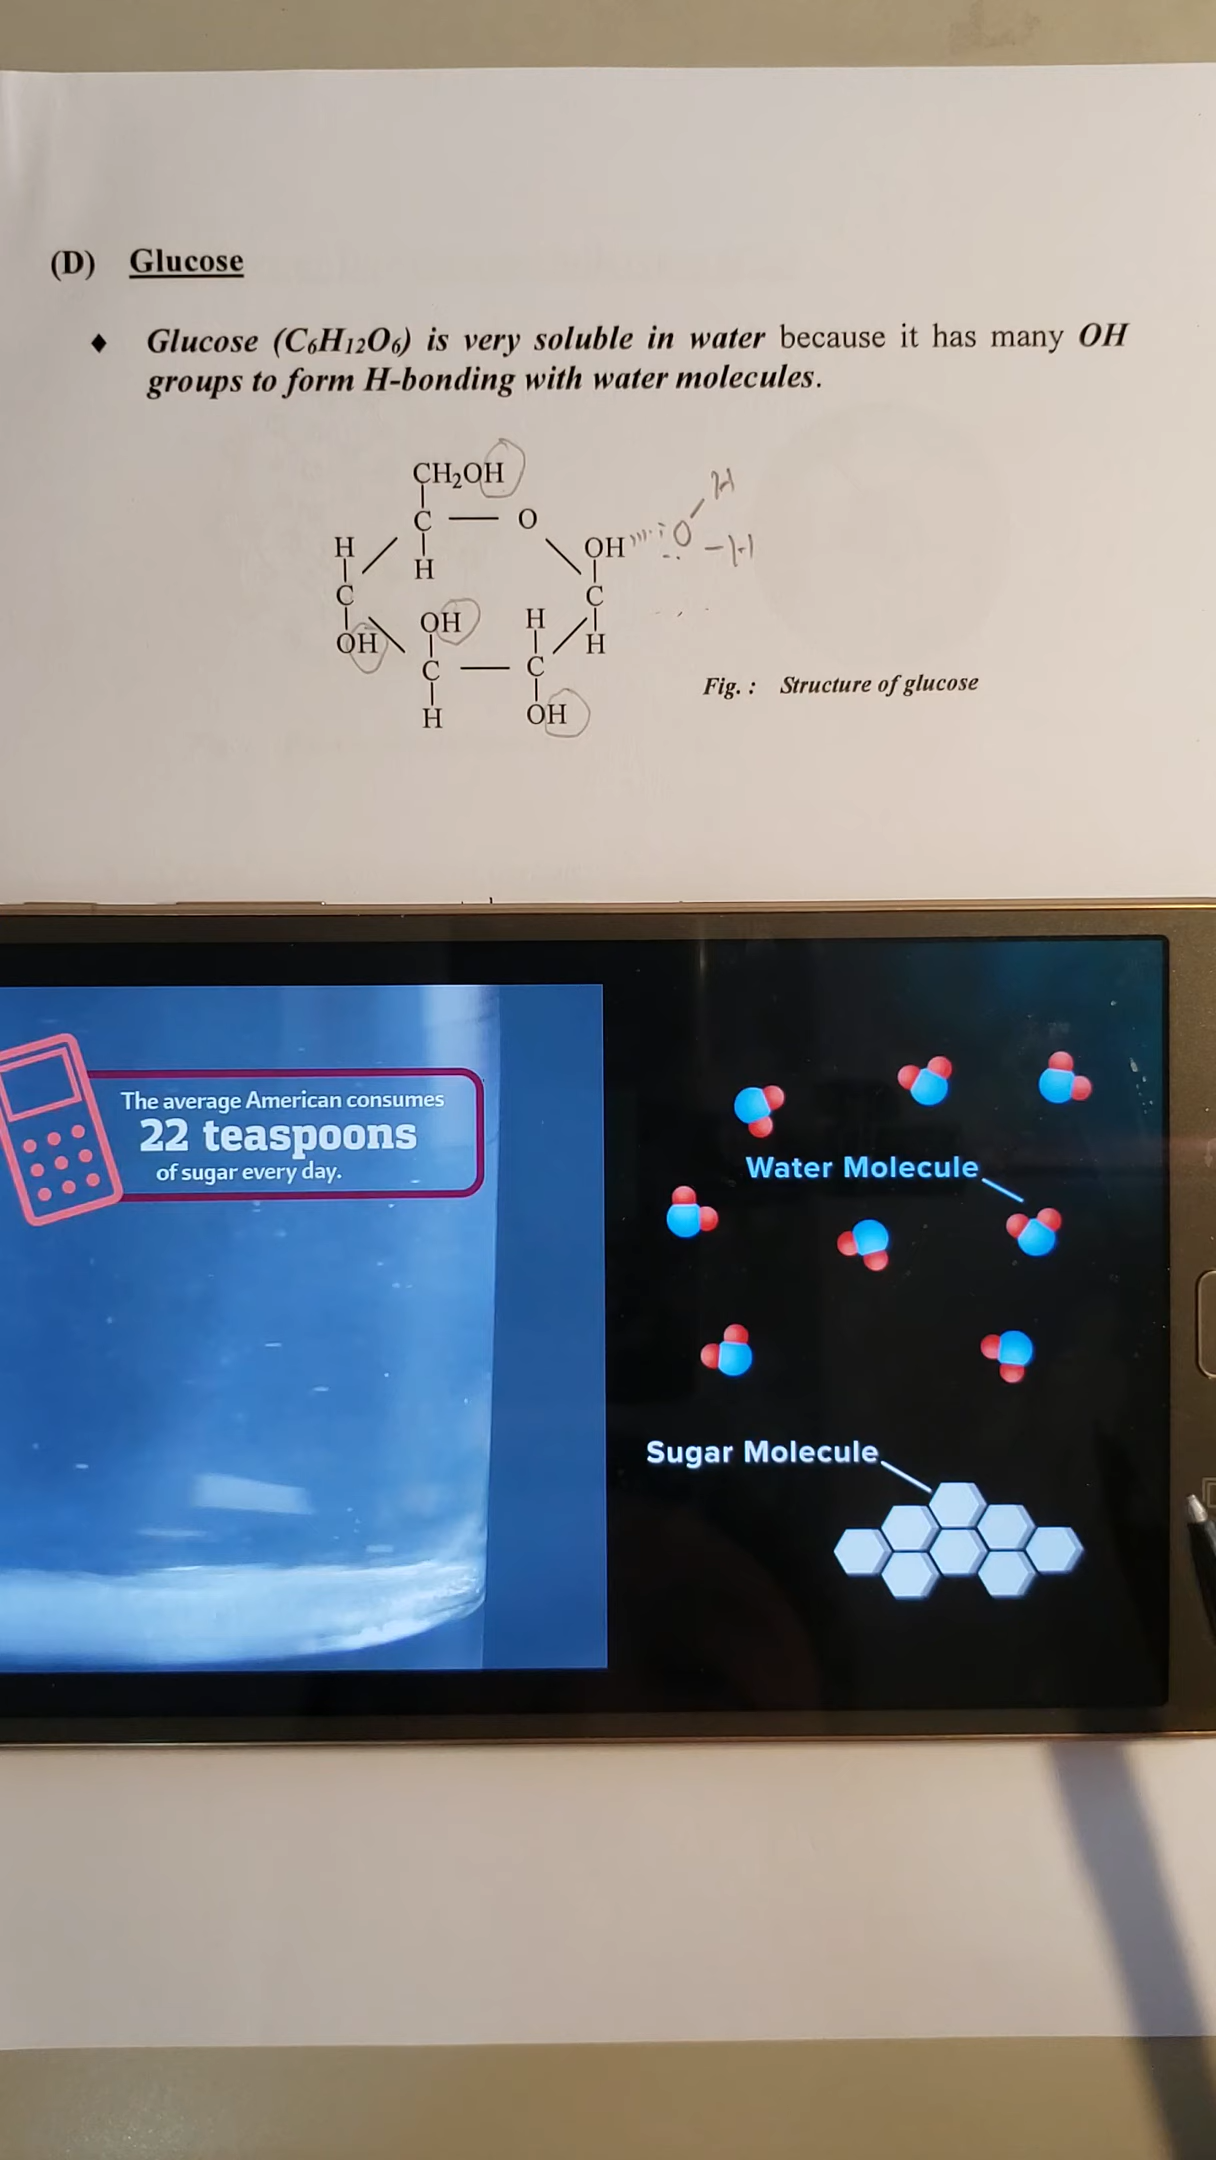 (D) Glucose
♦ Glucose (C₆H₁₂O₆) is very soluble in water because it has many OH
groups to form H-bonding with water molecules.
CH₂OH
C — O
H
H
OH
O
H
-H
C
C
OH
OH
H
H
C — C
H
OH
Fig. : Structure of glucose
The average American consumes
22 teaspoons
of sugar every day.
Water Molecule
Sugar Molecule